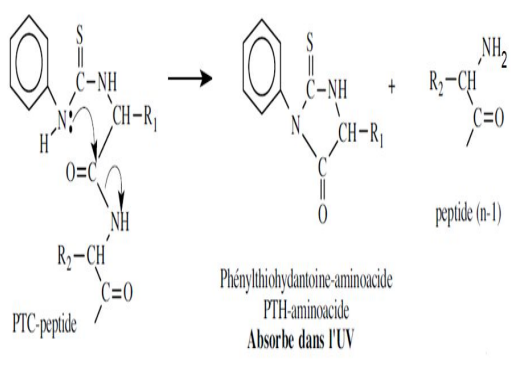 S
C–NH
N:
H
CH–R1
O=C
NH
R2–CH
C=O
PTC-peptide
S
C–NH
N
CH–R1
C
O
+
NH2
R2–CH
C=O
peptide (n-1)
Phénylthiohydantoine-aminoacide
PTH-aminoacide
Absorbe dans l'UV